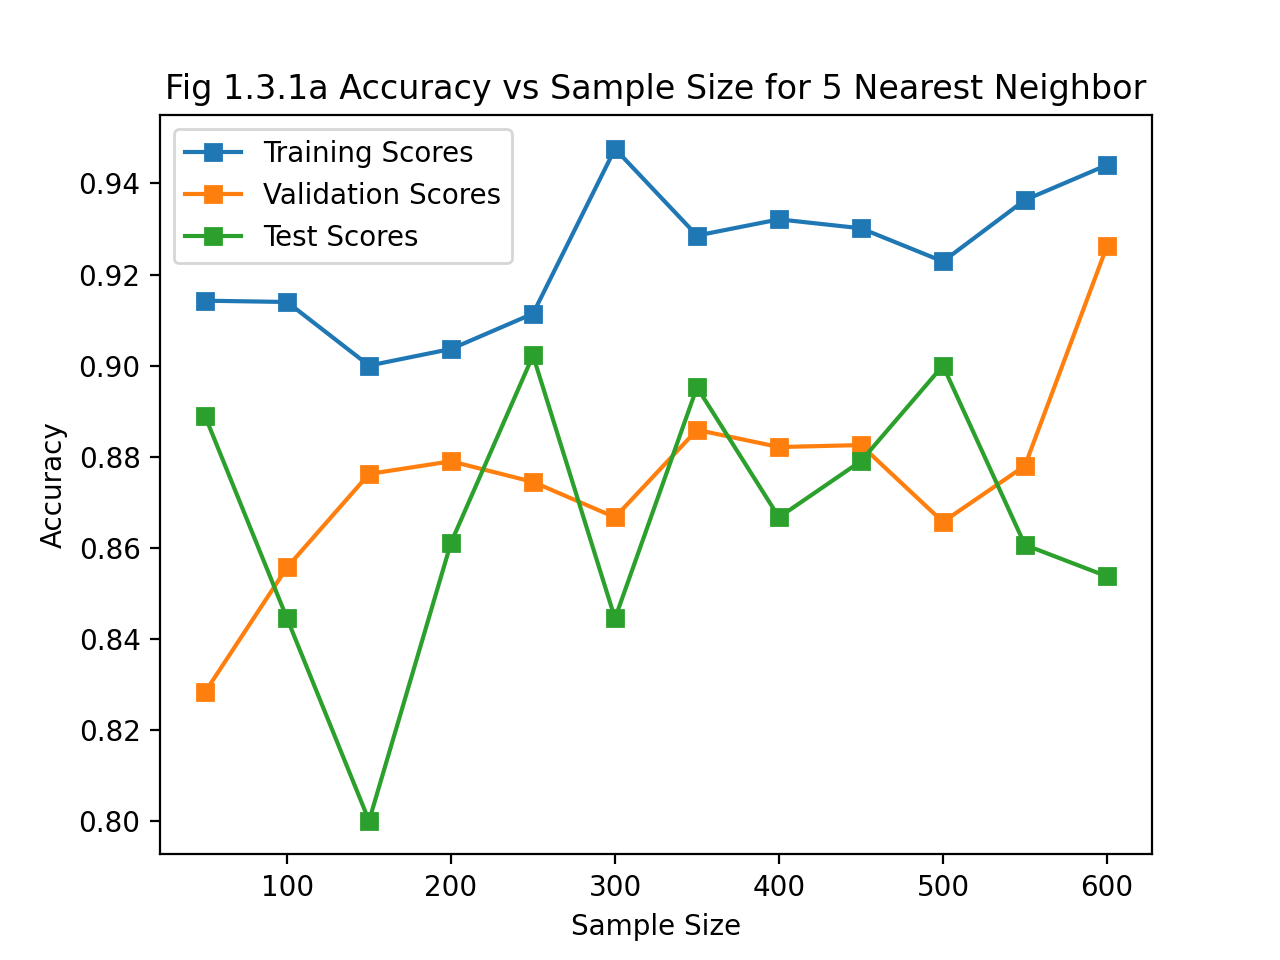 Fig 1.3.1a Accuracy vs Sample Size for 5 Nearest Neighbor
Training Scores
Validation Scores
Test Scores
0.94
0.92
0.90
0.88
0.86
0.84
0.82
0.80
Accuracy
100 200 300 400 500 600
Sample Size